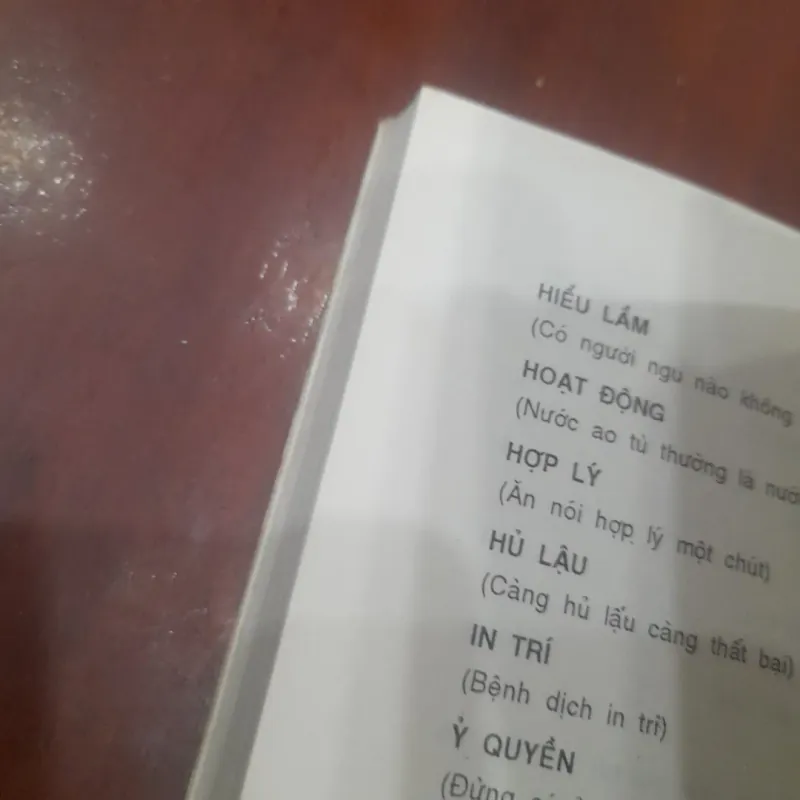 HIỂU LẦM
(Có người ngu nào không
HOẠT ĐỘNG
(Nước ao tù thường là nước
HỢP LÝ
(Ăn nói hợp lý một chút)
HỦ LẬU
(Càng hủ lậu càng thất bại)
IN TRÍ
(Bệnh dịch in trí)
Ỷ QUYỀN
(Đừng